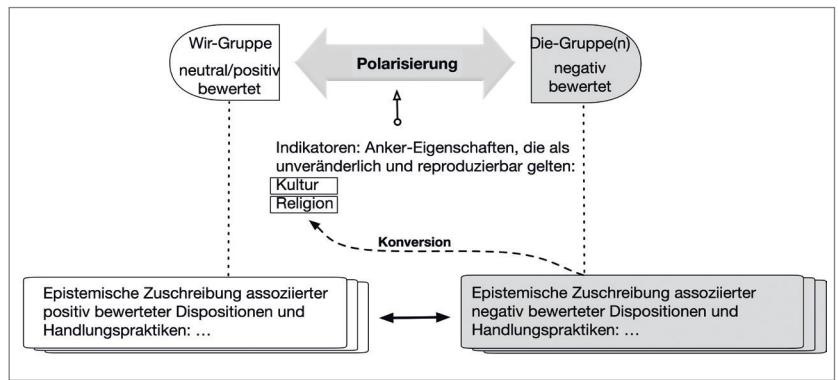 Wir-Gruppe
neutral/positiv
bewertet
Polarisierung
Die-Gruppe(n)
negativ
bewertet
Indikatoren: Anker-Eigenschaften, die als
unveränderlich und reproduzierbar gelten:
Kultur
Religion
Konversion
Epistemische Zuschreibung assoziierter
positiv bewerteter Dispositionen und
Handlungspraktiken: …
Epistemische Zuschreibung assoziierter
negativ bewerteter Dispositionen und
Handlungspraktiken: …